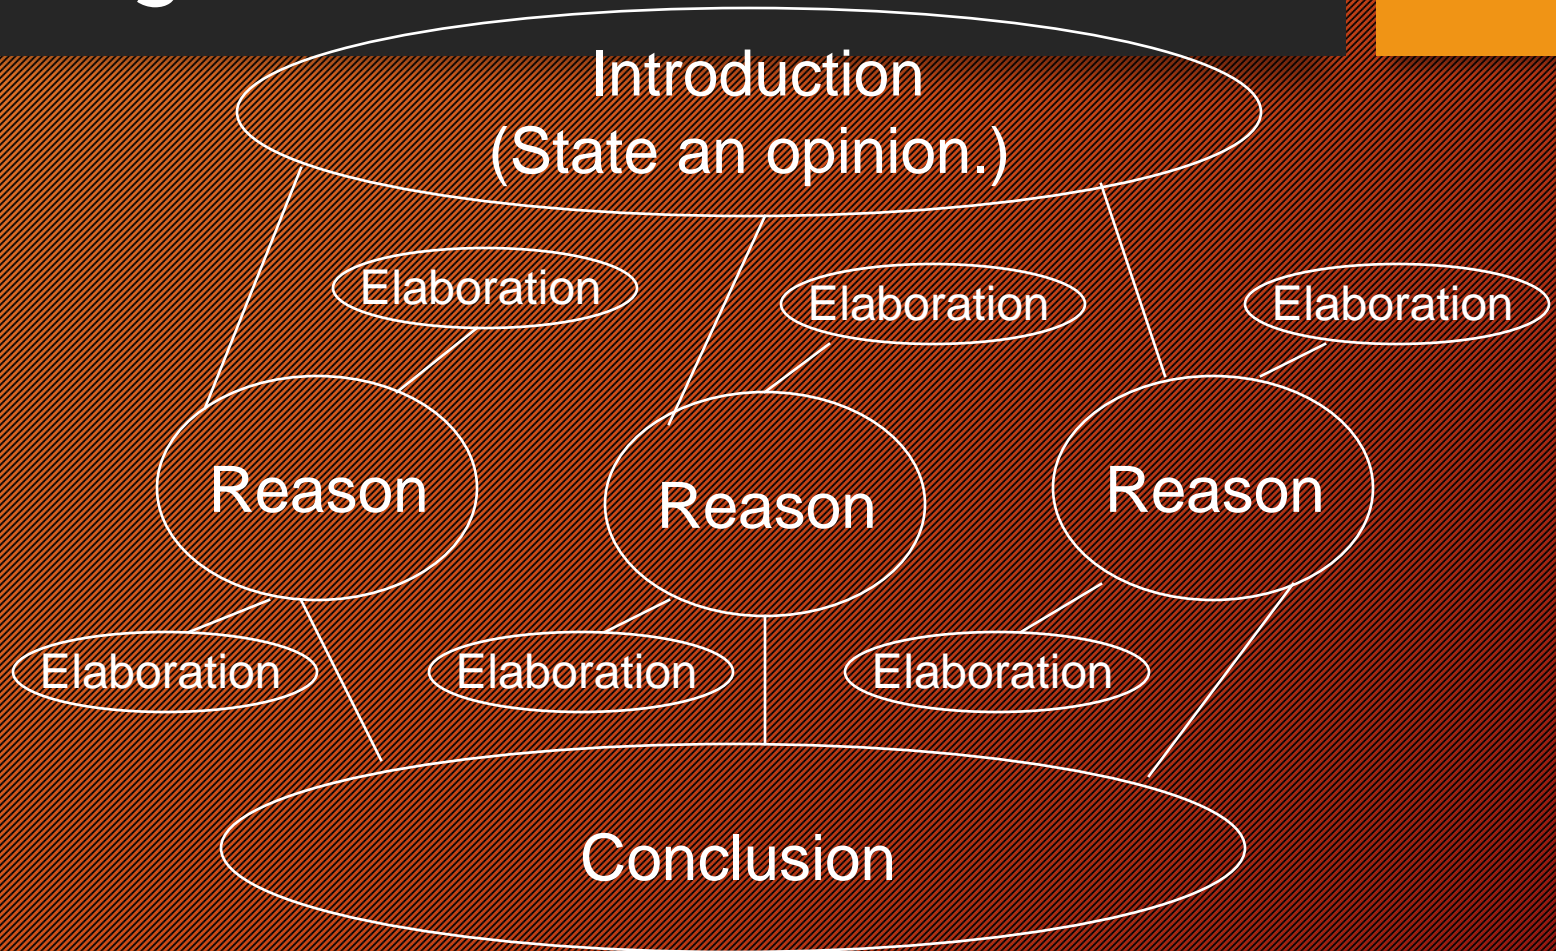 Introduction
(State an opinion.)
Elaboration
Elaboration
Elaboration
Reason
Reason
Reason
Elaboration
Elaboration
Elaboration
Conclusion